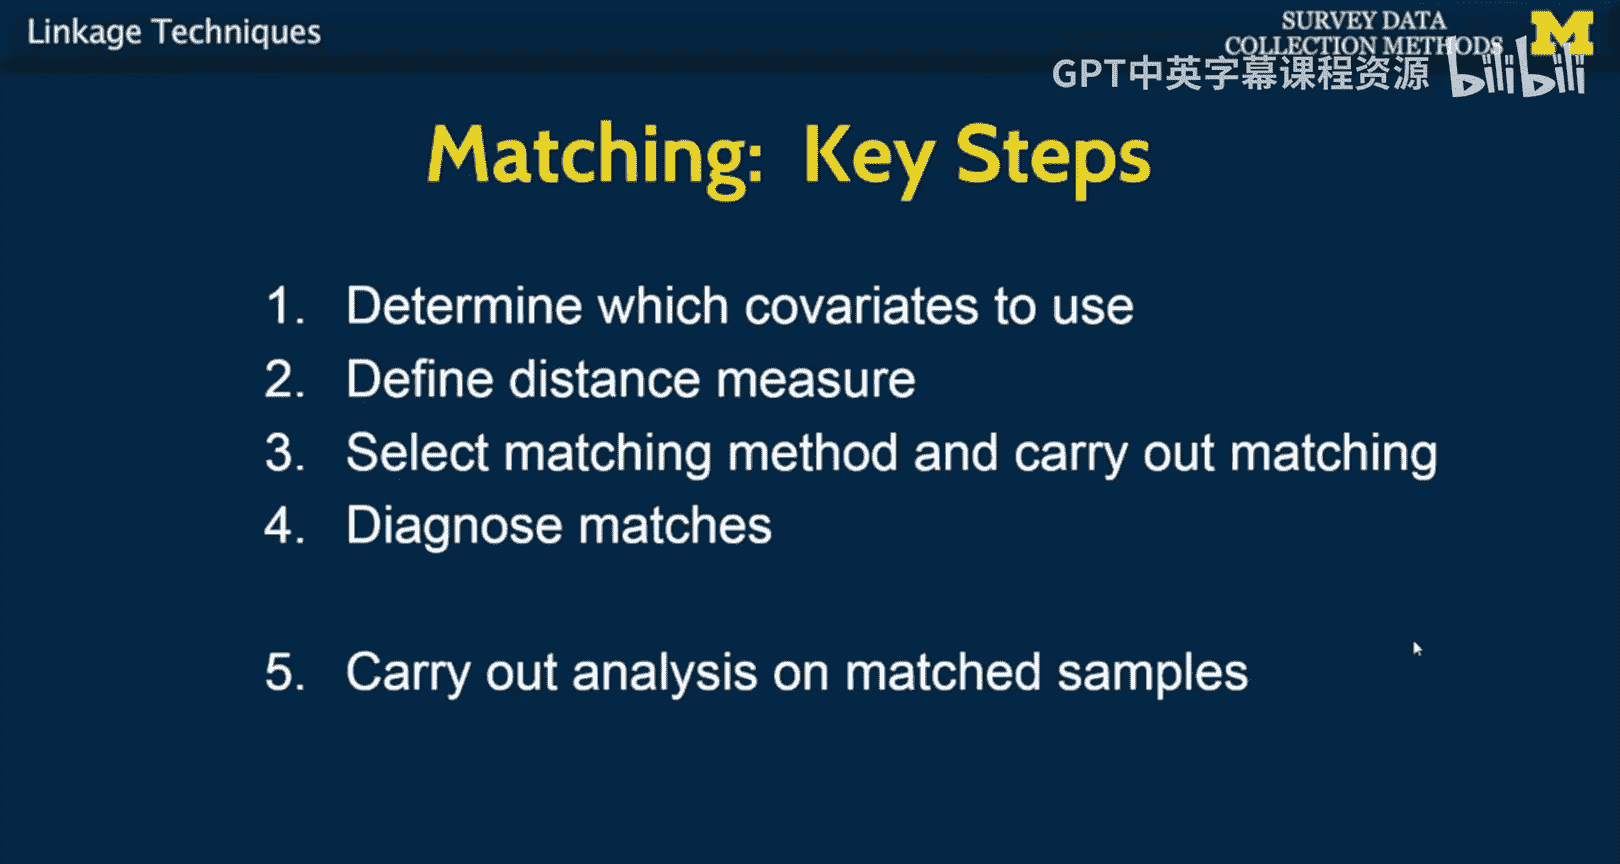 Linkage Techniques
SURVEY DATA
COLLECTION METHODS
M
GPT中英字幕课程资源
bilibili
Matching: Key Steps
1. Determine which covariates to use
2. Define distance measure
3. Select matching method and carry out matching
4. Diagnose matches
5. Carry out analysis on matched samples